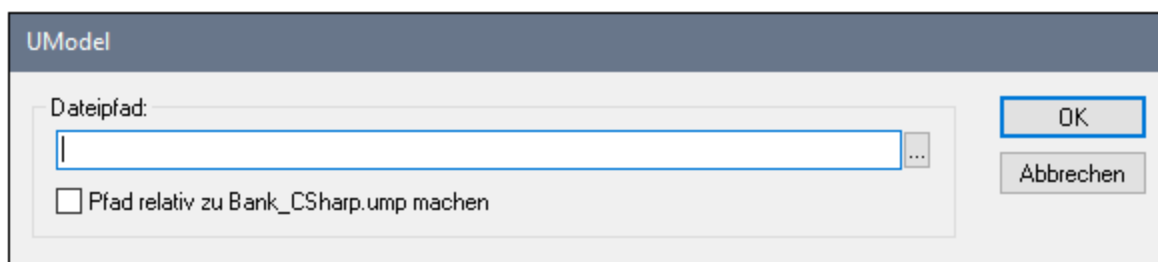 UModel
Dateipfad:
...
OK
Abbrechen
Pfad relativ zu Bank_CSharp.ump machen